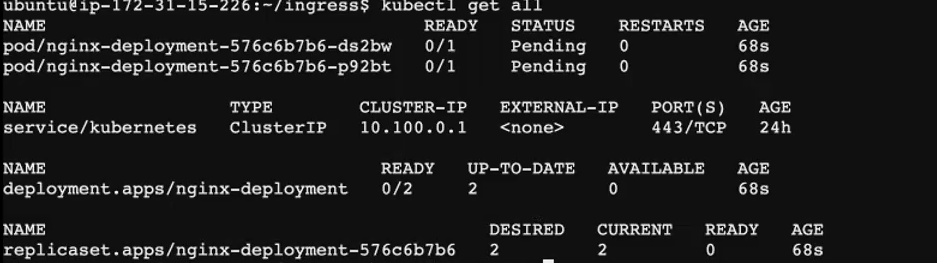 ubuntu@ip-172-31-15-226:~/ingress$ kubectl get all
NAME READY STATUS RESTARTS AGE
pod/nginx-deployment-576c6b7b6-ds2bw 0/1 Pending 0 68s
pod/nginx-deployment-576c6b7b6-p92bt 0/1 Pending 0 68s
NAME TYPE CLUSTER-IP EXTERNAL-IP PORT(S) AGE
service/kubernetes ClusterIP 10.100.0.1 <none> 443/TCP 24h
NAME READY UP-TO-DATE AVAILABLE AGE
deployment.apps/nginx-deployment 0/2 2 0 68s
NAME DESIRED CURRENT READY AGE
replicaset.apps/nginx-deployment-576c6b7b6 2 2 0 68s